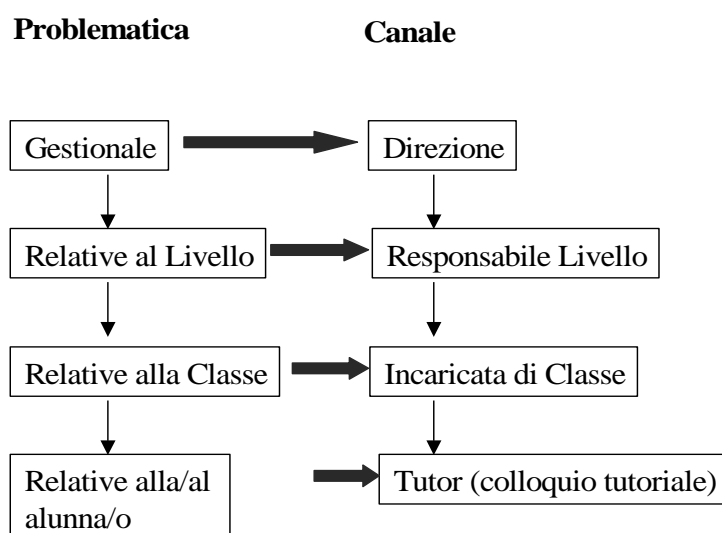 Problematica
Canale
Gestionale
Direzione
Relative al Livello
Responsabile Livello
Relative alla Classe
Incaricata di Classe
Relative alla/al
alunna/o
Tutor (colloquio tutoriale)